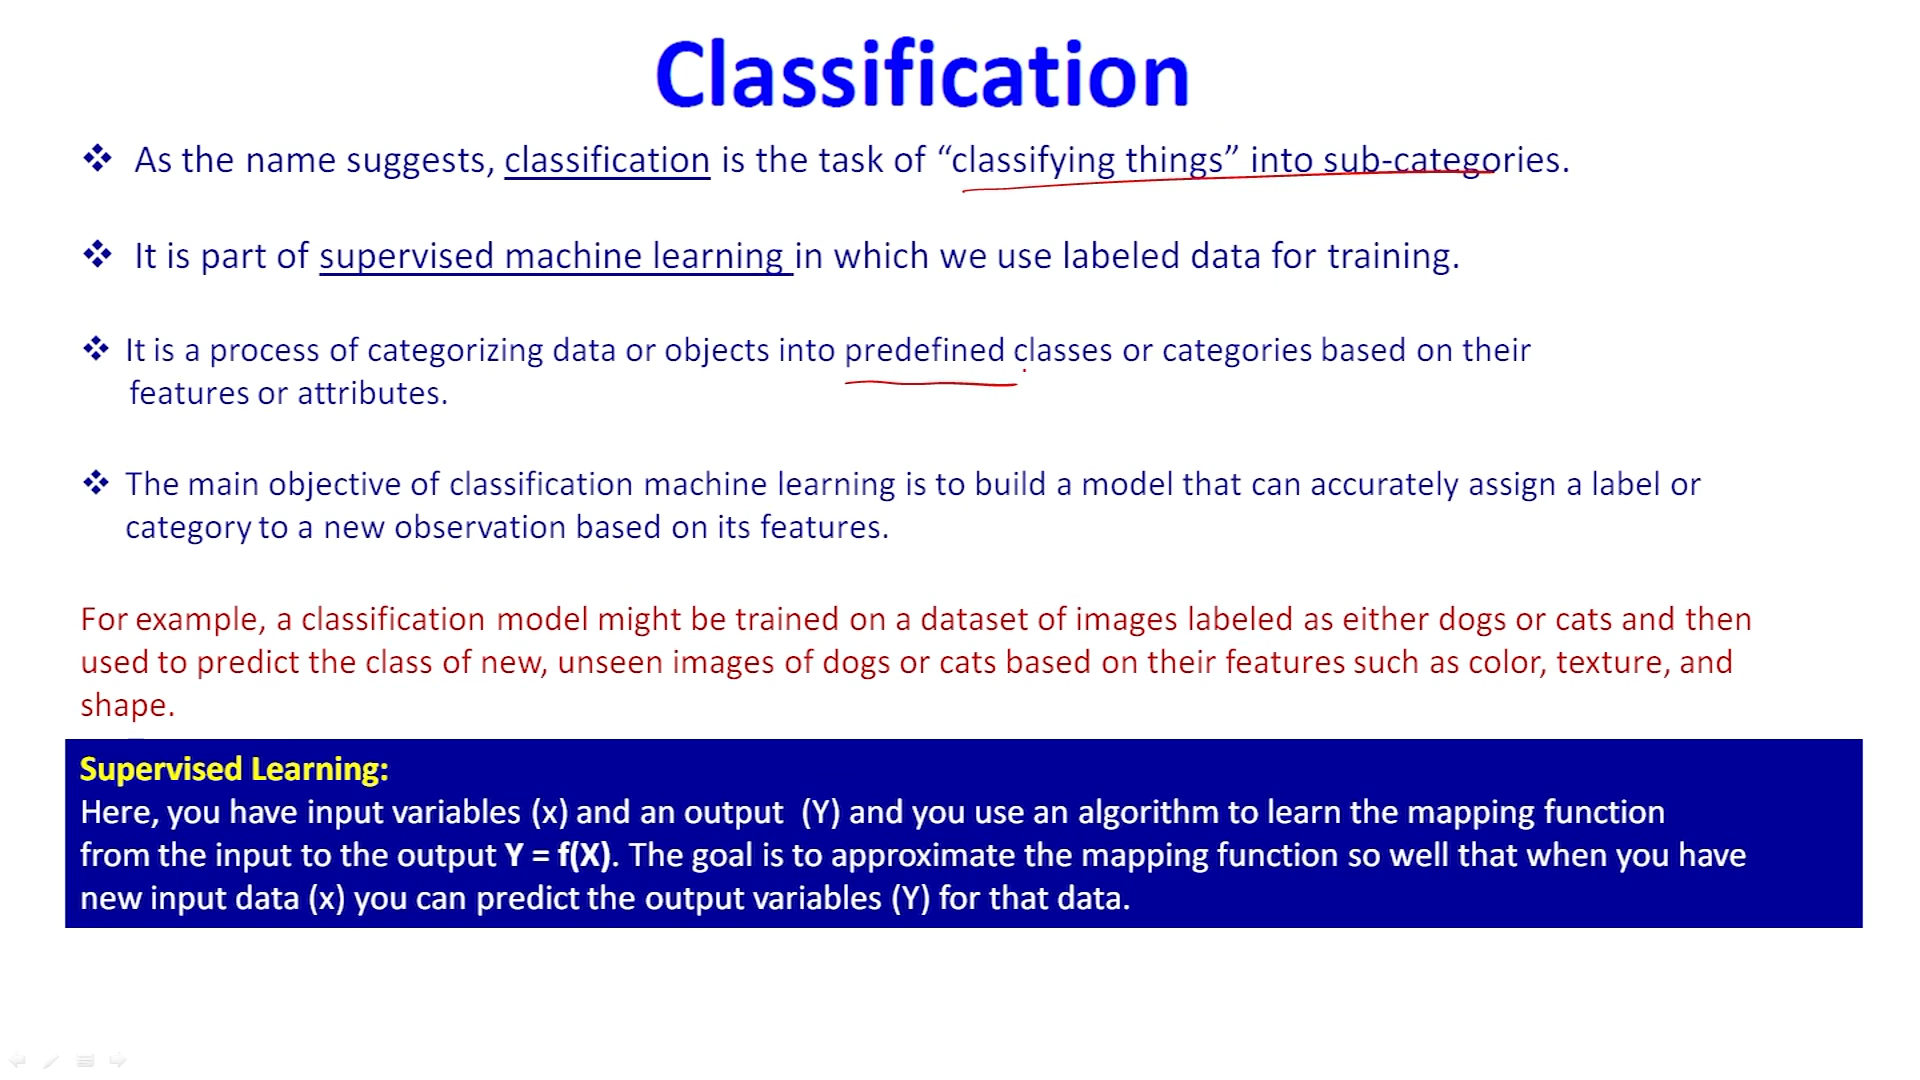 Classification
❖ As the name suggests, classification is the task of “classifying things” into sub-categories.
❖ It is part of supervised machine learning in which we use labeled data for training.
❖ It is a process of categorizing data or objects into predefined classes or categories based on their
features or attributes.
❖ The main objective of classification machine learning is to build a model that can accurately assign a label or
category to a new observation based on its features.
For example, a classification model might be trained on a dataset of images labeled as either dogs or cats and then
used to predict the class of new, unseen images of dogs or cats based on their features such as color, texture, and
shape.
Supervised Learning:
Here, you have input variables (x) and an output (Y) and you use an algorithm to learn the mapping function
from the input to the output Y = f(X). The goal is to approximate the mapping function so well that when you have
new input data (x) you can predict the output variables (Y) for that data.